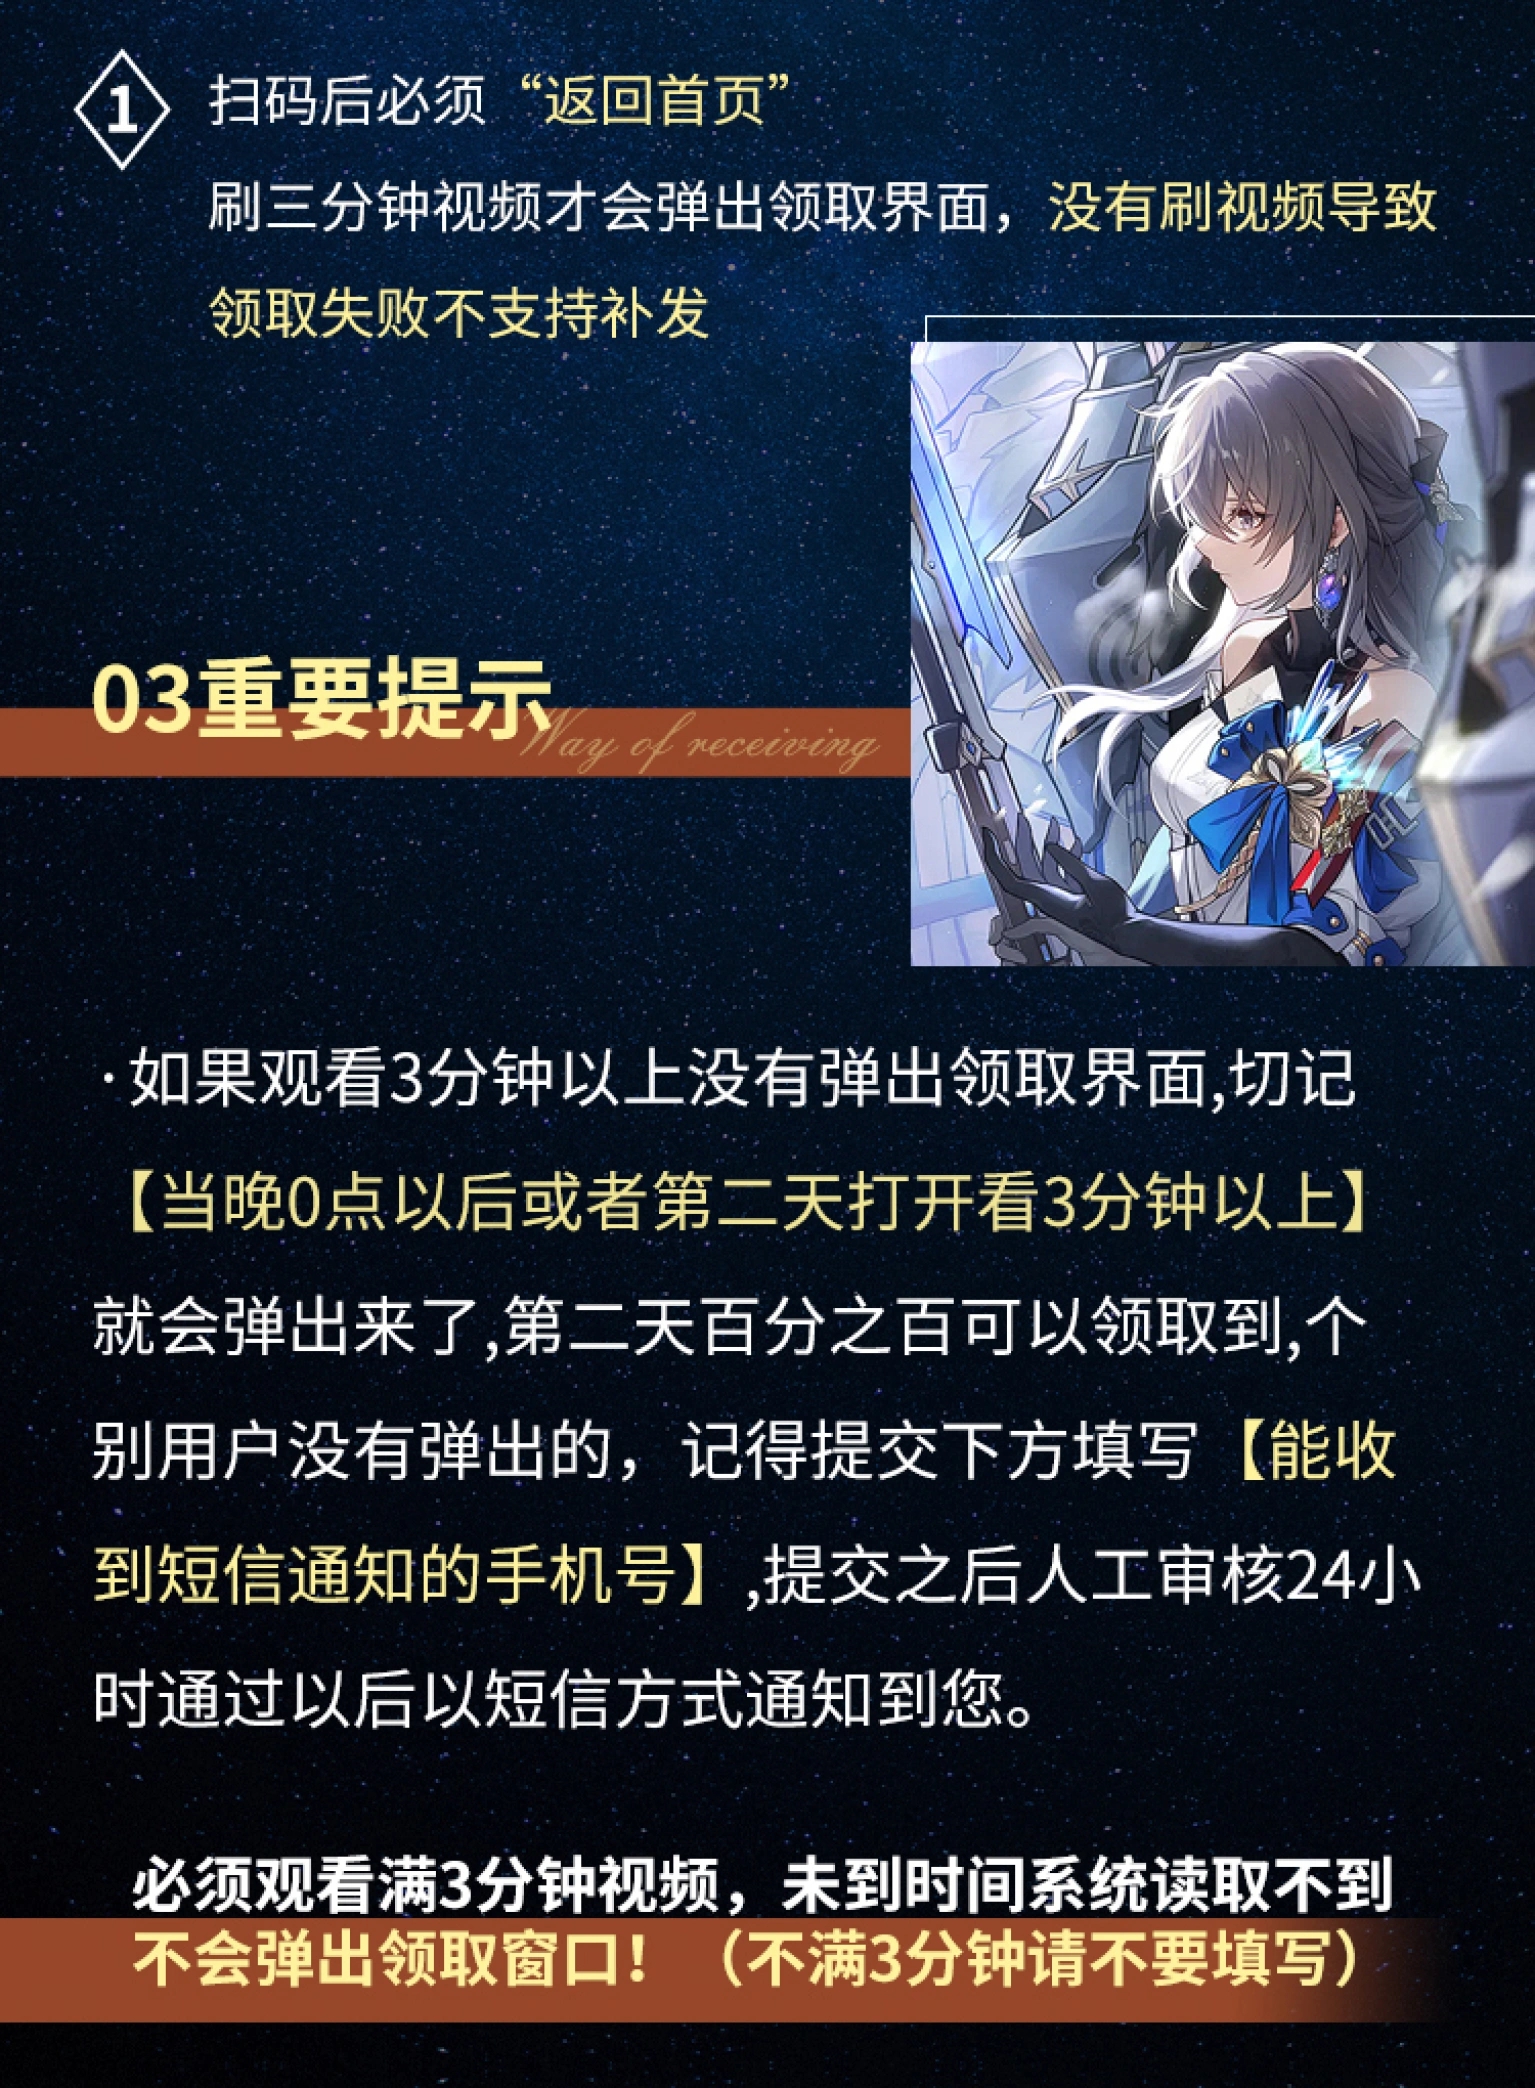 1
扫码后必须“返回首页”
刷三分钟视频才会弹出领取界面，没有刷视频导致
领取失败不支持补发
03重要提示
Way of receiving
·如果观看3分钟以上没有弹出领取界面,切记
【当晚0点以后或者第二天打开看3分钟以上】
就会弹出来了,第二天百分之百可以领取到,个
别用户没有弹出的，记得提交下方填写【能收
到短信通知的手机号】,提交之后人工审核24小
时通过以后以短信方式通知到您。
必须观看满3分钟视频，未到时间系统读取不到
不会弹出领取窗口！（不满3分钟请不要填写）